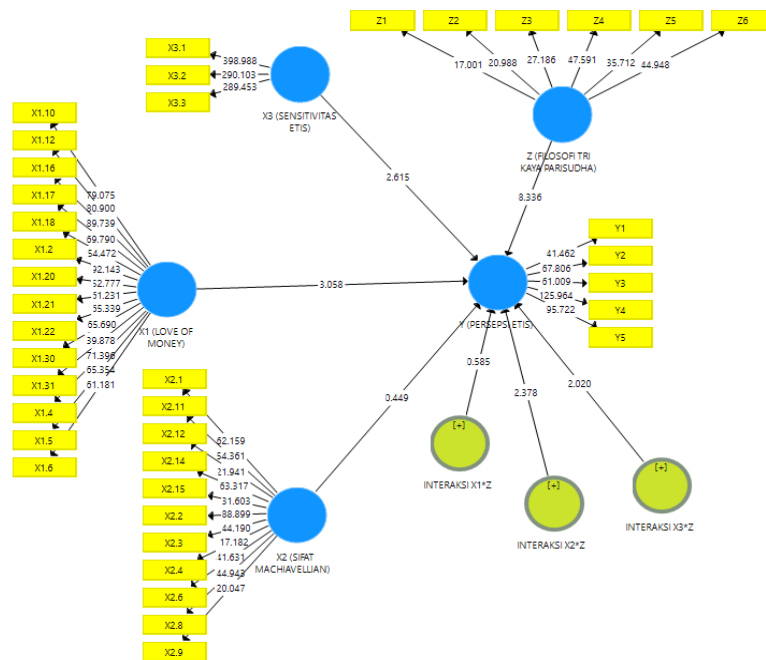 Z1
Z2
Z3
Z4
Z5
Z6
17.001
20.988
27.186
47.591
35.712
44.948
Z (FILOSOFI TRI
KAYA PARISUDHA)
X3.1
X3.2
X3.3
398.988
290.103
289.453
X3 (SENSITIVITAS
ETIS)
2.615
8.336
X1.10
X1.12
X1.16
X1.17
X1.18
X1.2
X1.20
X1.21
X1.22
X1.30
X1.31
X1.4
X1.5
X1.6
79.075
80.900
89.739
69.790
54.472
92.143
52.777
51.231
55.339
65.690
39.878
71.396
65.354
61.181
X1 (LOVE OF
MONEY)
3.058
Y1
Y2
Y3
Y4
Y5
41.462
67.806
61.009
125.964
95.722
Y (PERSEPSI ETIS)
X2.1
X2.11
X2.12
X2.14
X2.15
X2.2
X2.3
X2.4
X2.6
X2.8
X2.9
62.159
54.361
21.941
63.317
31.603
88.899
44.190
17.182
41.631
44.943
20.047
X2 (SIFAT
MACHIAVELLIAN)
0.449
0.585
2.378
2.020
[+]
INTERAKSI X1*Z
[+]
INTERAKSI X2*Z
[+]
INTERAKSI X3*Z